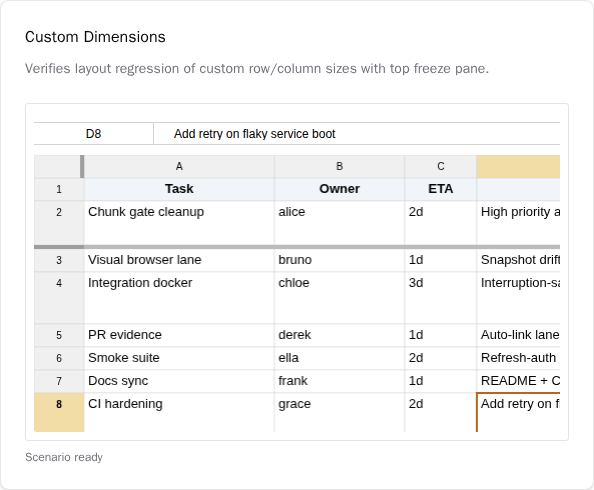 Custom Dimensions
Verifies layout regression of custom row/column sizes with top freeze pane.
D8 Add retry on flaky service boot
A B C
1 Task Owner ETA
2 Chunk gate cleanup alice 2d High priority a
3 Visual browser lane bruno 1d Snapshot drift
4 Integration docker chloe 3d Interruption-sa
5 PR evidence derek 1d Auto-link lane
6 Smoke suite ella 2d Refresh-auth
7 Docs sync frank 1d README + C
8 CI hardening grace 2d Add retry on f
Scenario ready